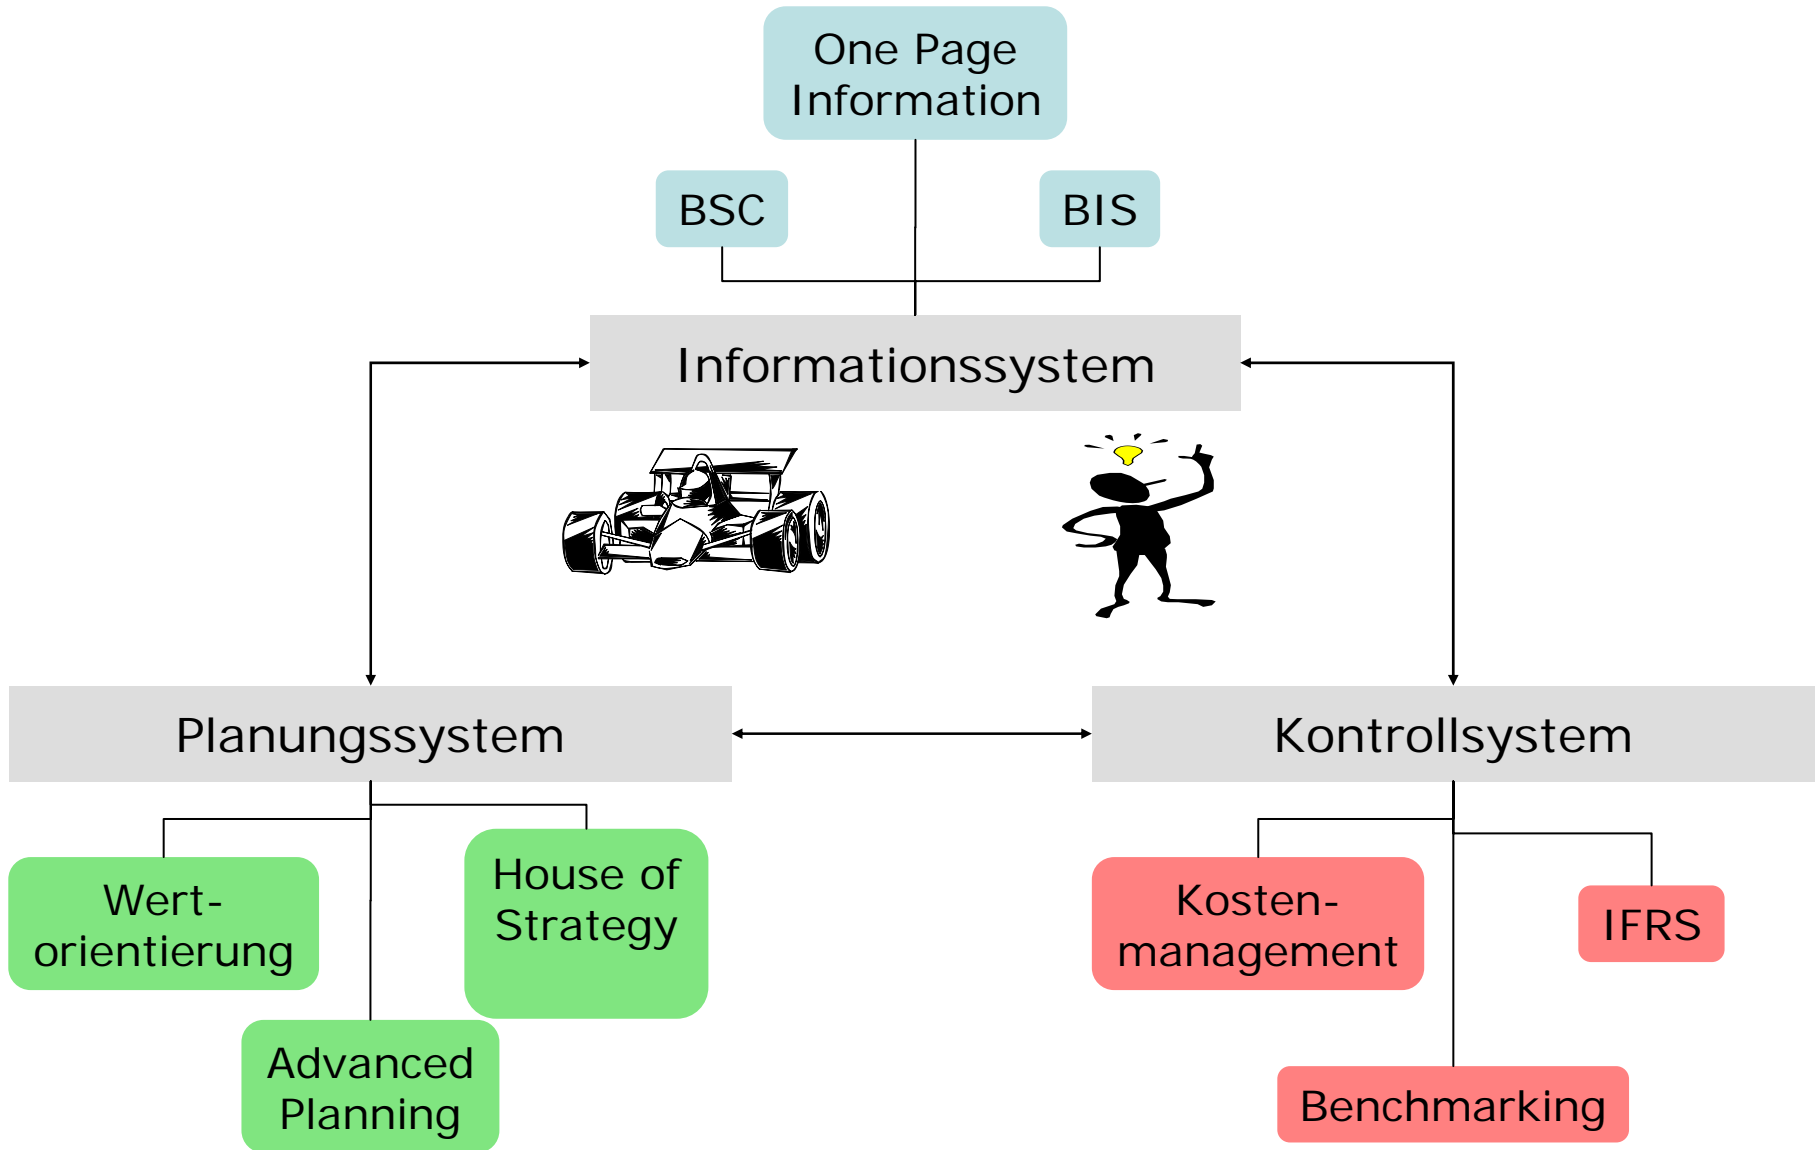 One Page
Information
BSC
BIS
Informationssystem
Planungssystem
Kontrollsystem
Wert-
orientierung
House of
Strategy
Advanced
Planning
Kosten-
management
IFRS
Benchmarking